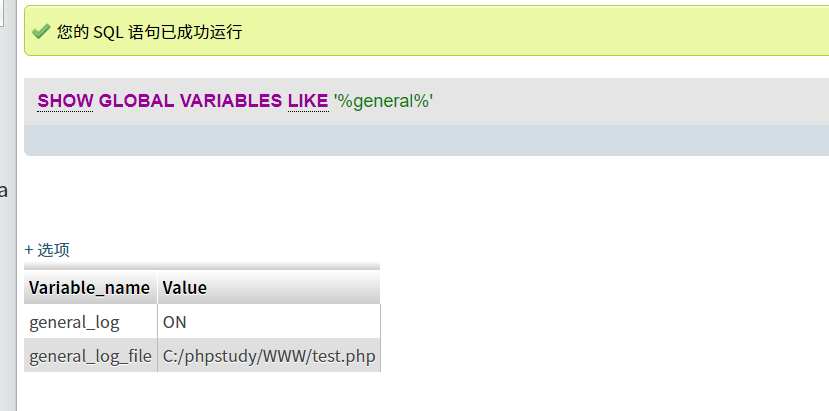 您的 SQL 语句已成功运行
SHOW GLOBAL VARIABLES LIKE '%general%'
a
+ 选项
Variable_name Value
general_log ON
general_log_file C:/phpstudy/WWW/test.php